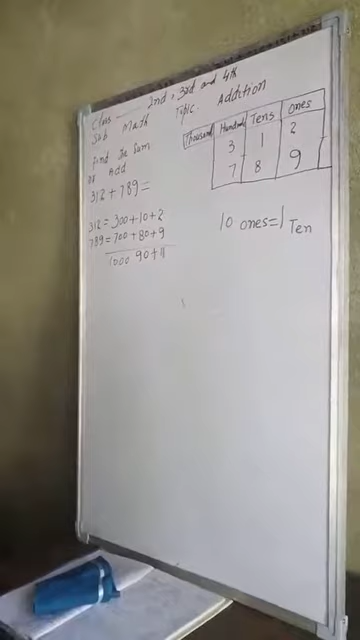 Class 2nd, 3rd and 4th
Sub. Math Topic. Addition
Find the Sum
or Add
312 + 789 =
312 = 300 + 10 + 2
789 = 700 + 80 + 9
1000 90 + 11
Thousand Hundred Tens Ones
3 1 2
7 8 9
10 ones = 1 Ten